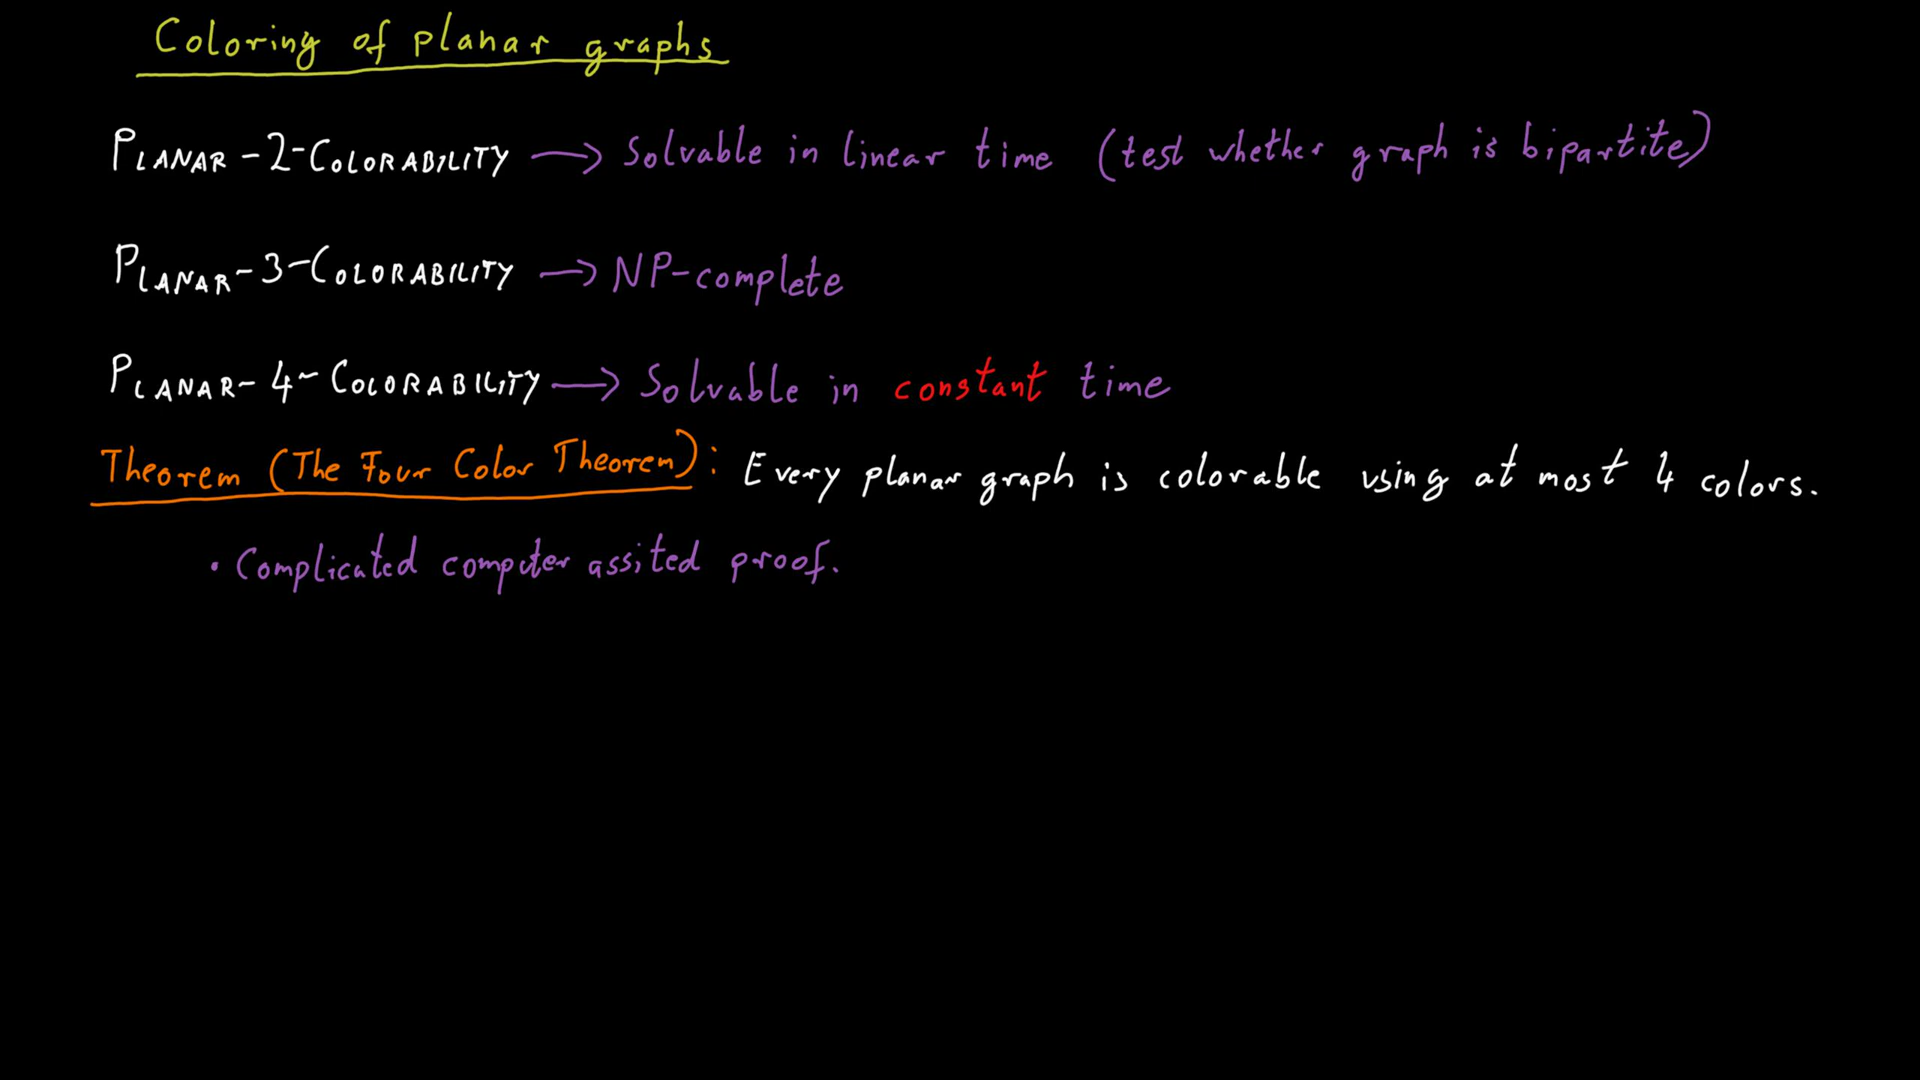 Coloring of planar graphs
PLANAR-2-COLORABILITY → Solvable in linear time (test whether graph is bipartite)
PLANAR-3-COLORABILITY → NP-complete
PLANAR-4-COLORABILITY → Solvable in constant time
Theorem (The Four Color Theorem): Every planar graph is colorable using at most 4 colors.
• Complicated computer assited proof.